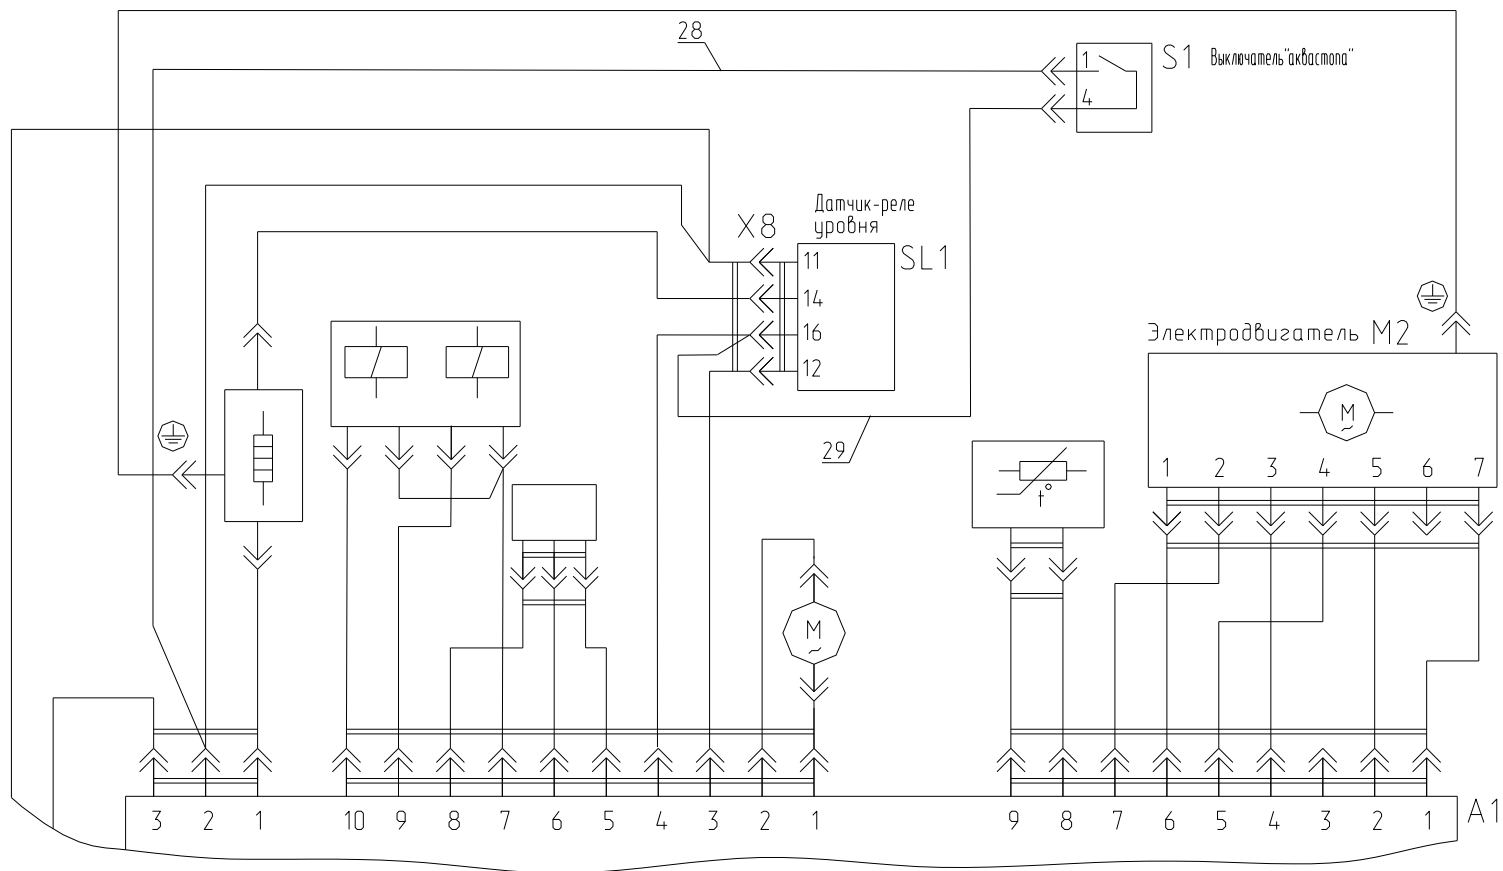 28
1
S1 Выключатель"аквастопа"
4
Датчик-реле
уровня
X8
11
SL1
14
16
12
Электродвигатель M2
M
~
29
1 2 3 4 5 6 7
t°
M
~
3 2 1 10 9 8 7 6 5 4 3 2 1 9 8 7 6 5 4 3 2 1
A1